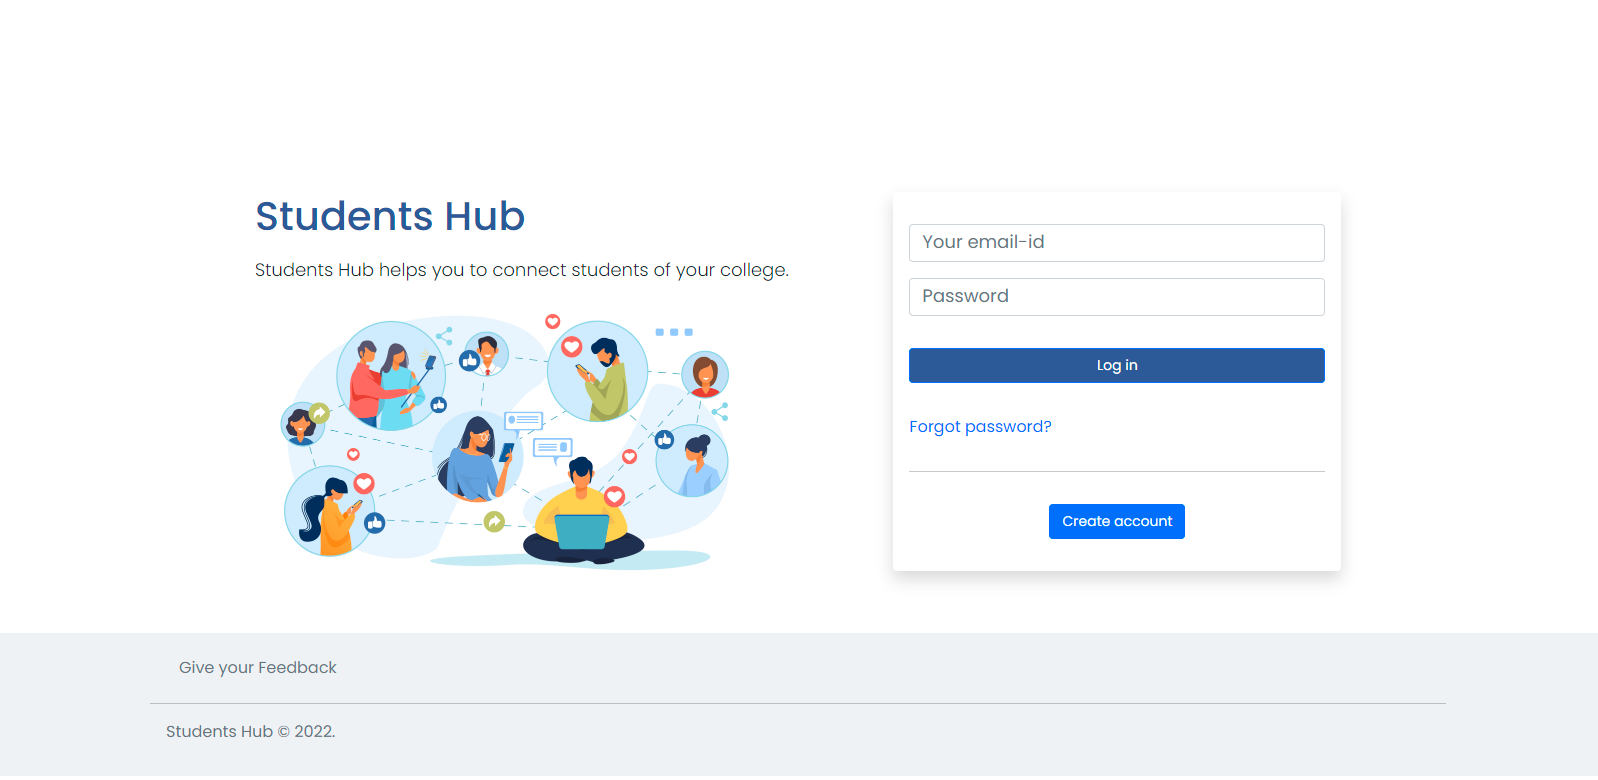 Students Hub
Students Hub helps you to connect students of your college.
Your email-id
Password
Log in
Forgot password?
Create account
Give your Feedback
Students Hub © 2022.